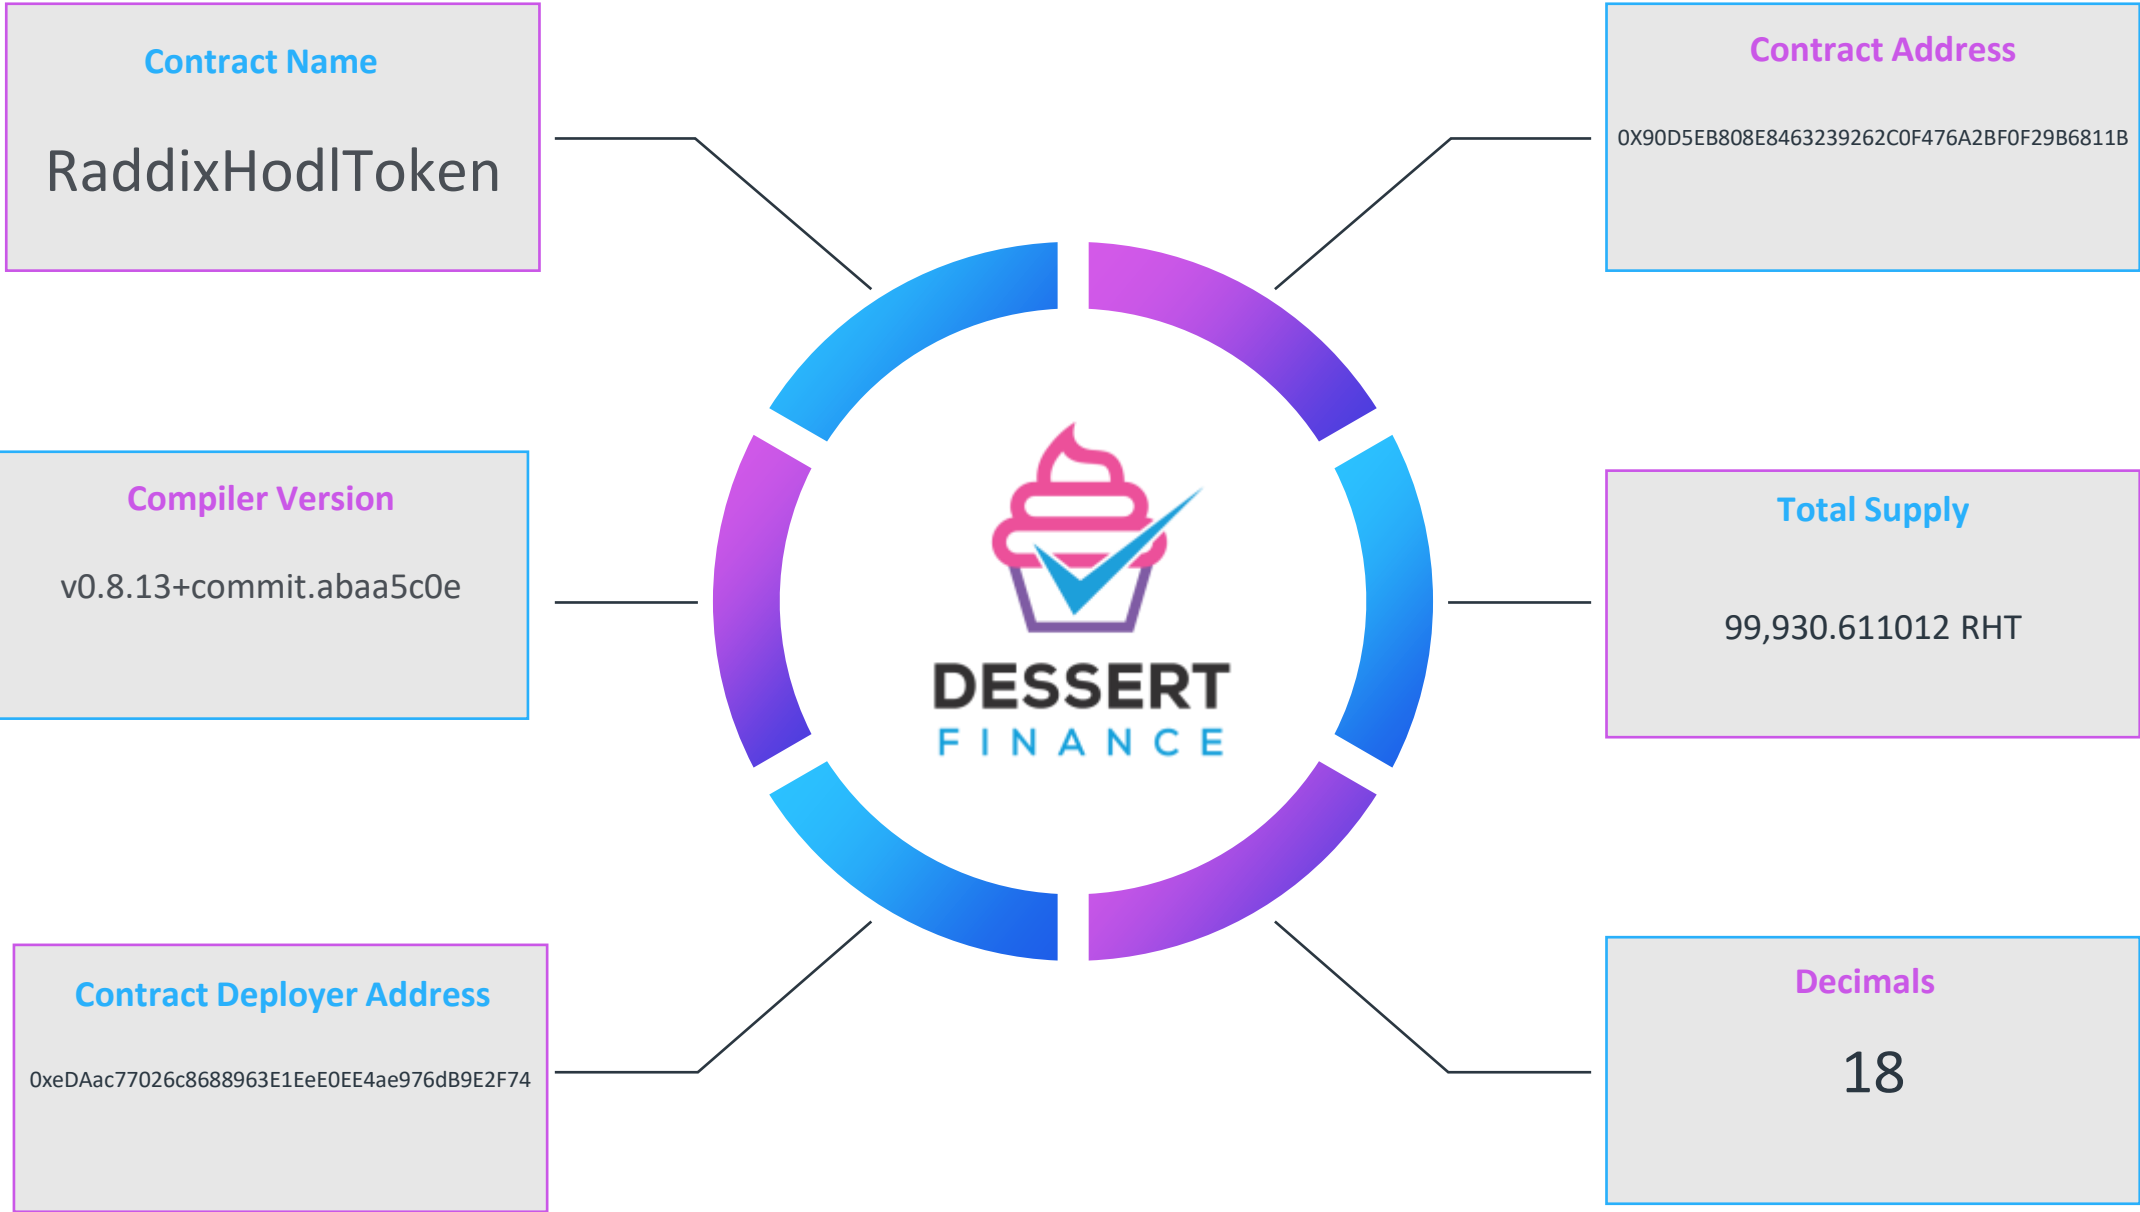 Contract Name
RaddixHodlToken
Contract Address
0X90D5EB808E8463239262C0F476A2BF0F29B6811B
Compiler Version
v0.8.13+commit.abaa5c0e
Total Supply
99,930.611012 RHT
DESSERT
FINANCE
Contract Deployer Address
0xeDAac77026c8688963E1EeE0EE4ae976dB9E2F74
Decimals
18